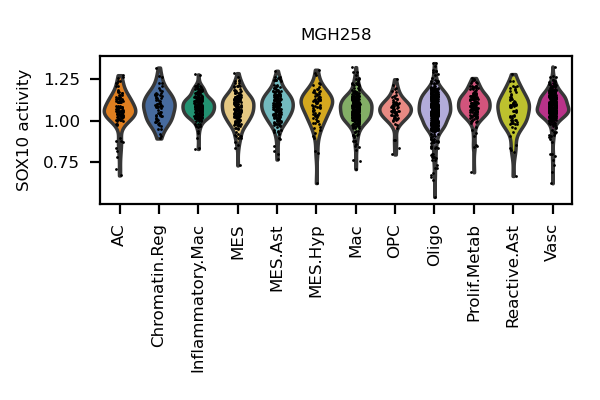 MGH258
SOX10 activity
1.25
1.00
0.75
AC
Chromatin.Reg
Inflammatory.Mac
MES
MES.Ast
MES.Hyp
Mac
OPC
Oligo
Prolif.Metab
Reactive.Ast
Vasc